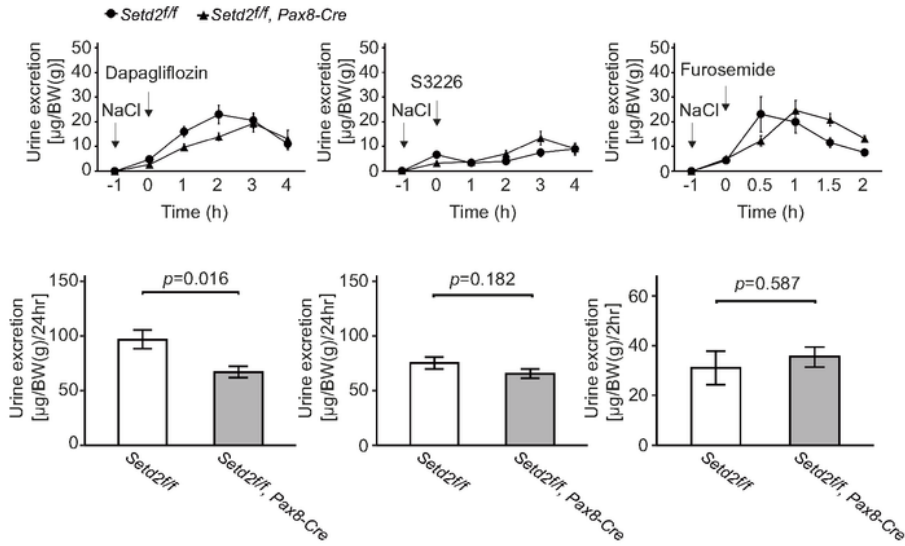 Setd2f/f Setd2f/f, Pax8-Cre
Urine excretion
[µg/BW(g)]
50
40
30
20
10
0
Dapagliflozin
NaCl
-1 0 1 2 3 4
Time (h)
Urine excretion
[µg/BW(g)]
50
40
30
20
10
0
S3226
NaCl
-1 0 1 2 3 4
Time (h)
Urine excretion
[µg/BW(g)]
50
40
30
20
10
0
Furosemide
NaCl
-1 0 0.5 1 1.5 2
Time (h)
Urine excretion
[µg/BW(g)/24hr]
150
100
50
0
p=0.016
Setd2f/f
Setd2f/f, Pax8-Cre
Urine excretion
[µg/BW(g)/24hr]
150
100
50
0
p=0.182
Setd2f/f
Setd2f/f, Pax8-Cre
Urine excretion
[µg/BW(g)/2hr]
60
40
20
0
p=0.587
Setd2f/f
Setd2f/f, Pax8-Cre